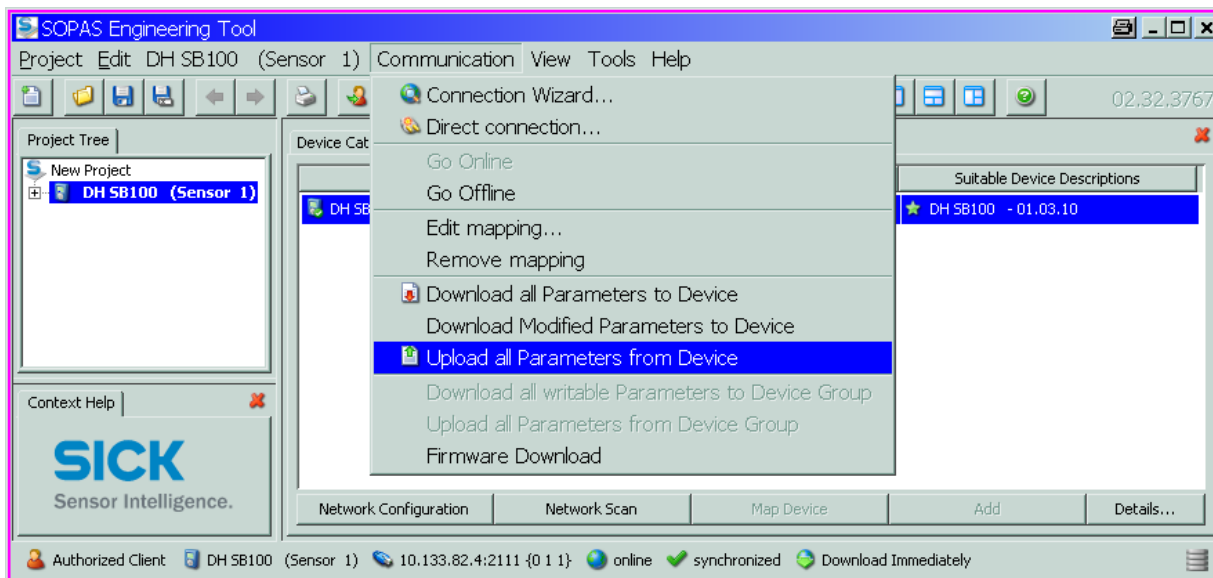 SOPAS Engineering Tool
Project Edit DH SB100 (Sensor 1) Communication View Tools Help
02.32.3767
Project Tree
New Project
DH SB100 (Sensor 1)
Context Help
SICK
Sensor Intelligence.
Device Cat
Suitable Device Descriptions
DH SB
DH SB100 - 01.03.10
Connection Wizard...
Direct connection...
Go Online
Go Offline
Edit mapping...
Remove mapping
Download all Parameters to Device
Download Modified Parameters to Device
Upload all Parameters from Device
Download all writable Parameters to Device Group
Upload all Parameters from Device Group
Firmware Download
Network Configuration Network Scan Map Device Add Details...
Authorized Client DH SB100 (Sensor 1) 10.133.82.4:2111 {0 1 1} online synchronized Download Immediately